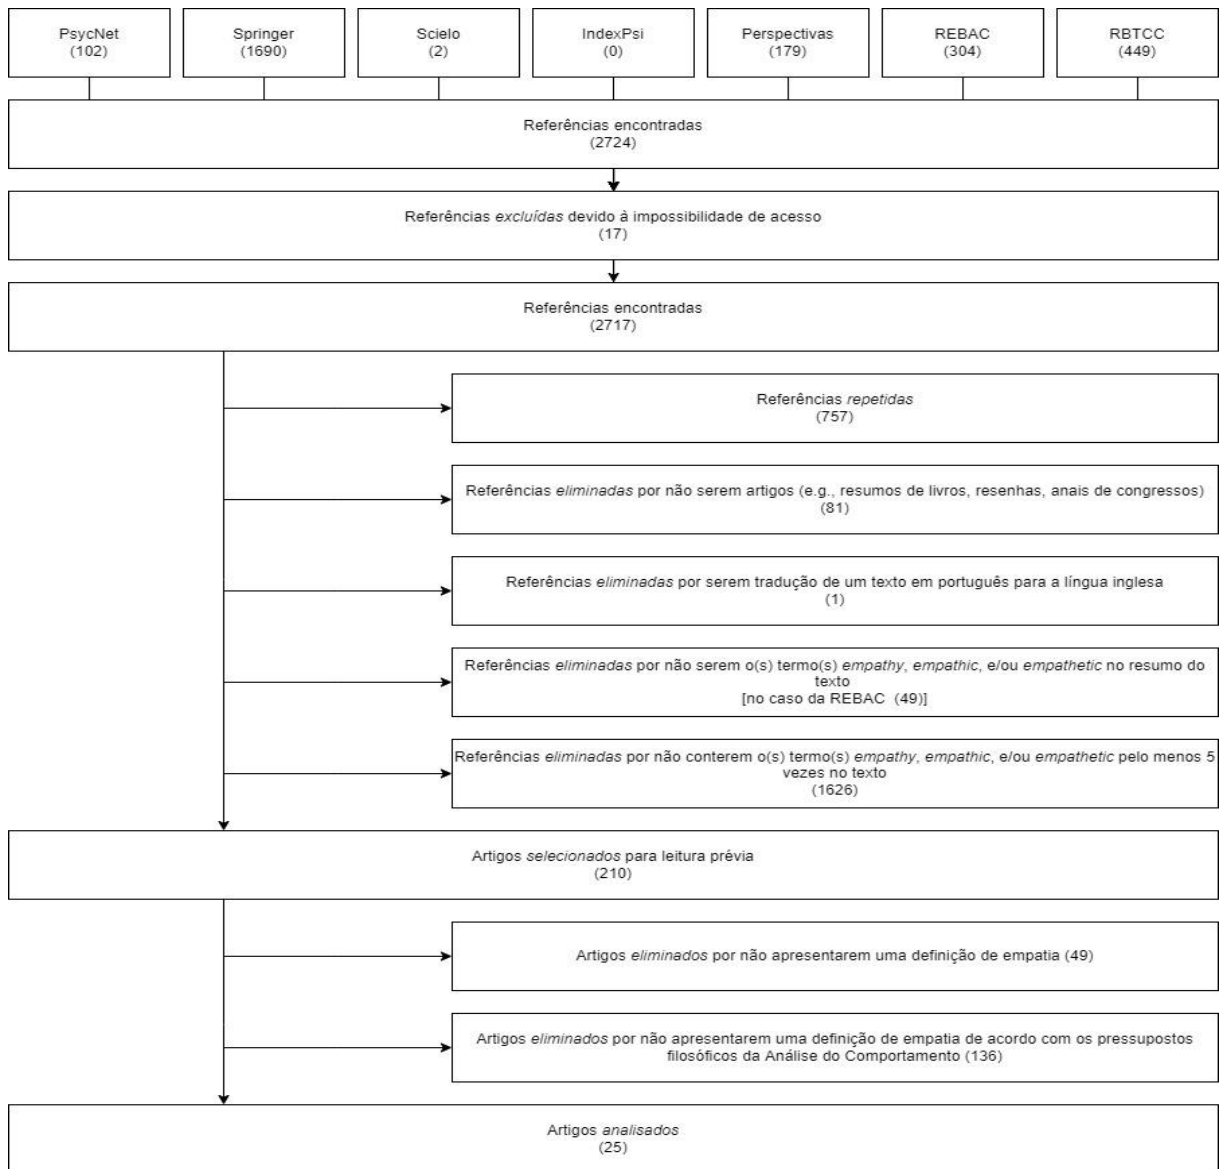 PsycNet
(102)
Springer
(1690)
Scielo
(2)
IndexPsi
(0)
Perspectivas
(179)
REBAC
(304)
RBTCC
(449)
Referências encontradas
(2724)
Referências excluídas devido à impossibilidade de acesso
(17)
Referências encontradas
(2717)
Referências repetidas
(757)
Referências eliminadas por não serem artigos (e.g., resumos de livros, resenhas, anais de congressos)
(81)
Referências eliminadas por serem tradução de um texto em português para a língua inglesa
(1)
Referências eliminadas por não serem o(s) termo(s) empathy, empathic, e/ou empathetic no resumo do
texto
[no caso da REBAC (49)]
Referências eliminadas por não conterem o(s) termo(s) empathy, empathic, e/ou empathetic pelo menos 5
vezes no texto
(1626)
Artigos selecionados para leitura prévia
(210)
Artigos eliminados por não apresentarem uma definição de empatia (49)
Artigos eliminados por não apresentarem uma definição de empatia de acordo com os pressupostos
filosóficos da Análise do Comportamento (136)
Artigos analisados
(25)